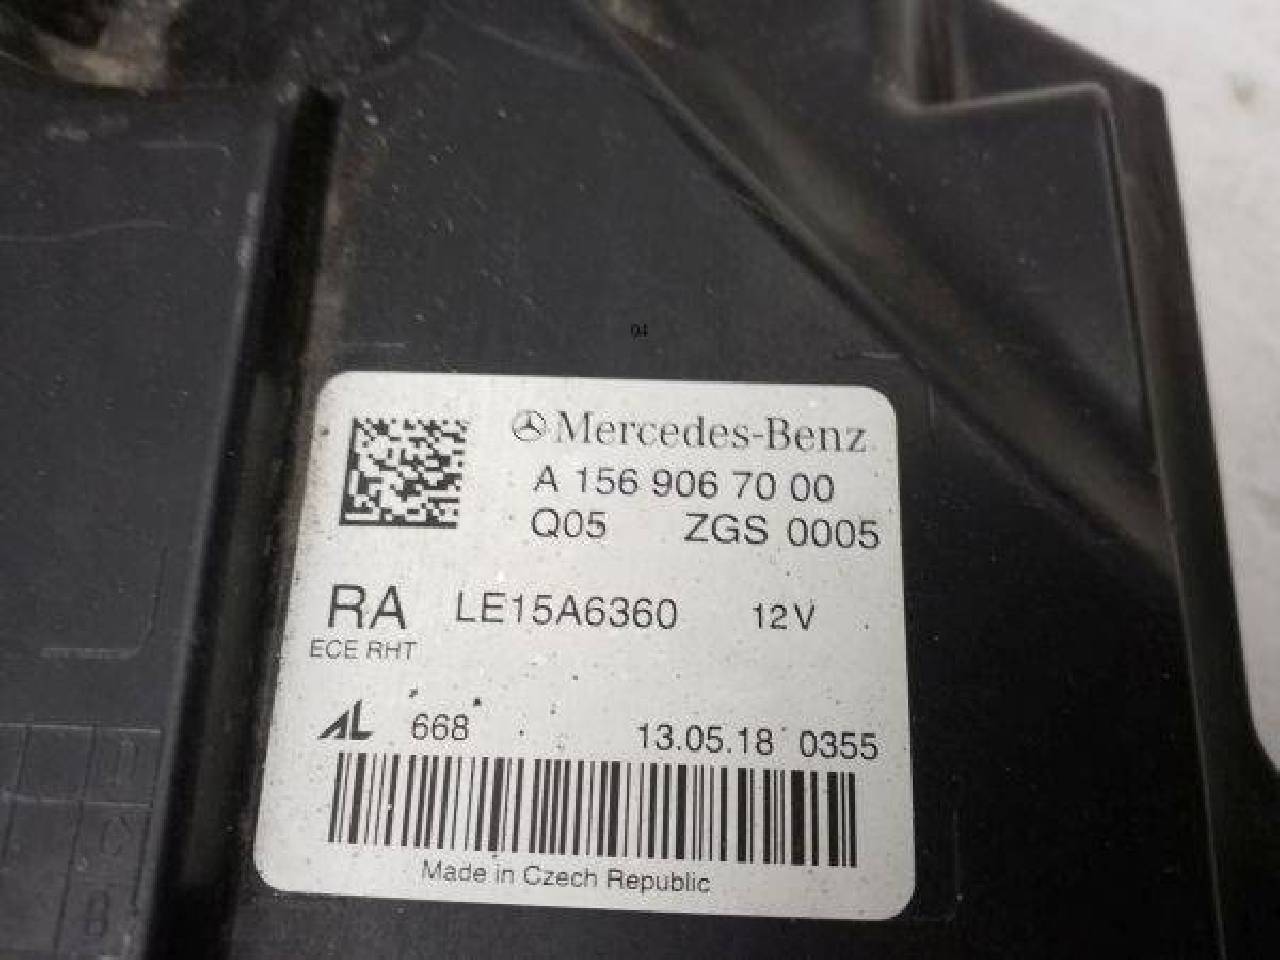 04
Mercedes-Benz
A 156 906 70 00
Q05 ZGS 0005
RA LE15A6360 12V
ECE RHT
AL 668 13.05.18 0355
Made in Czech Republic
D
C
B